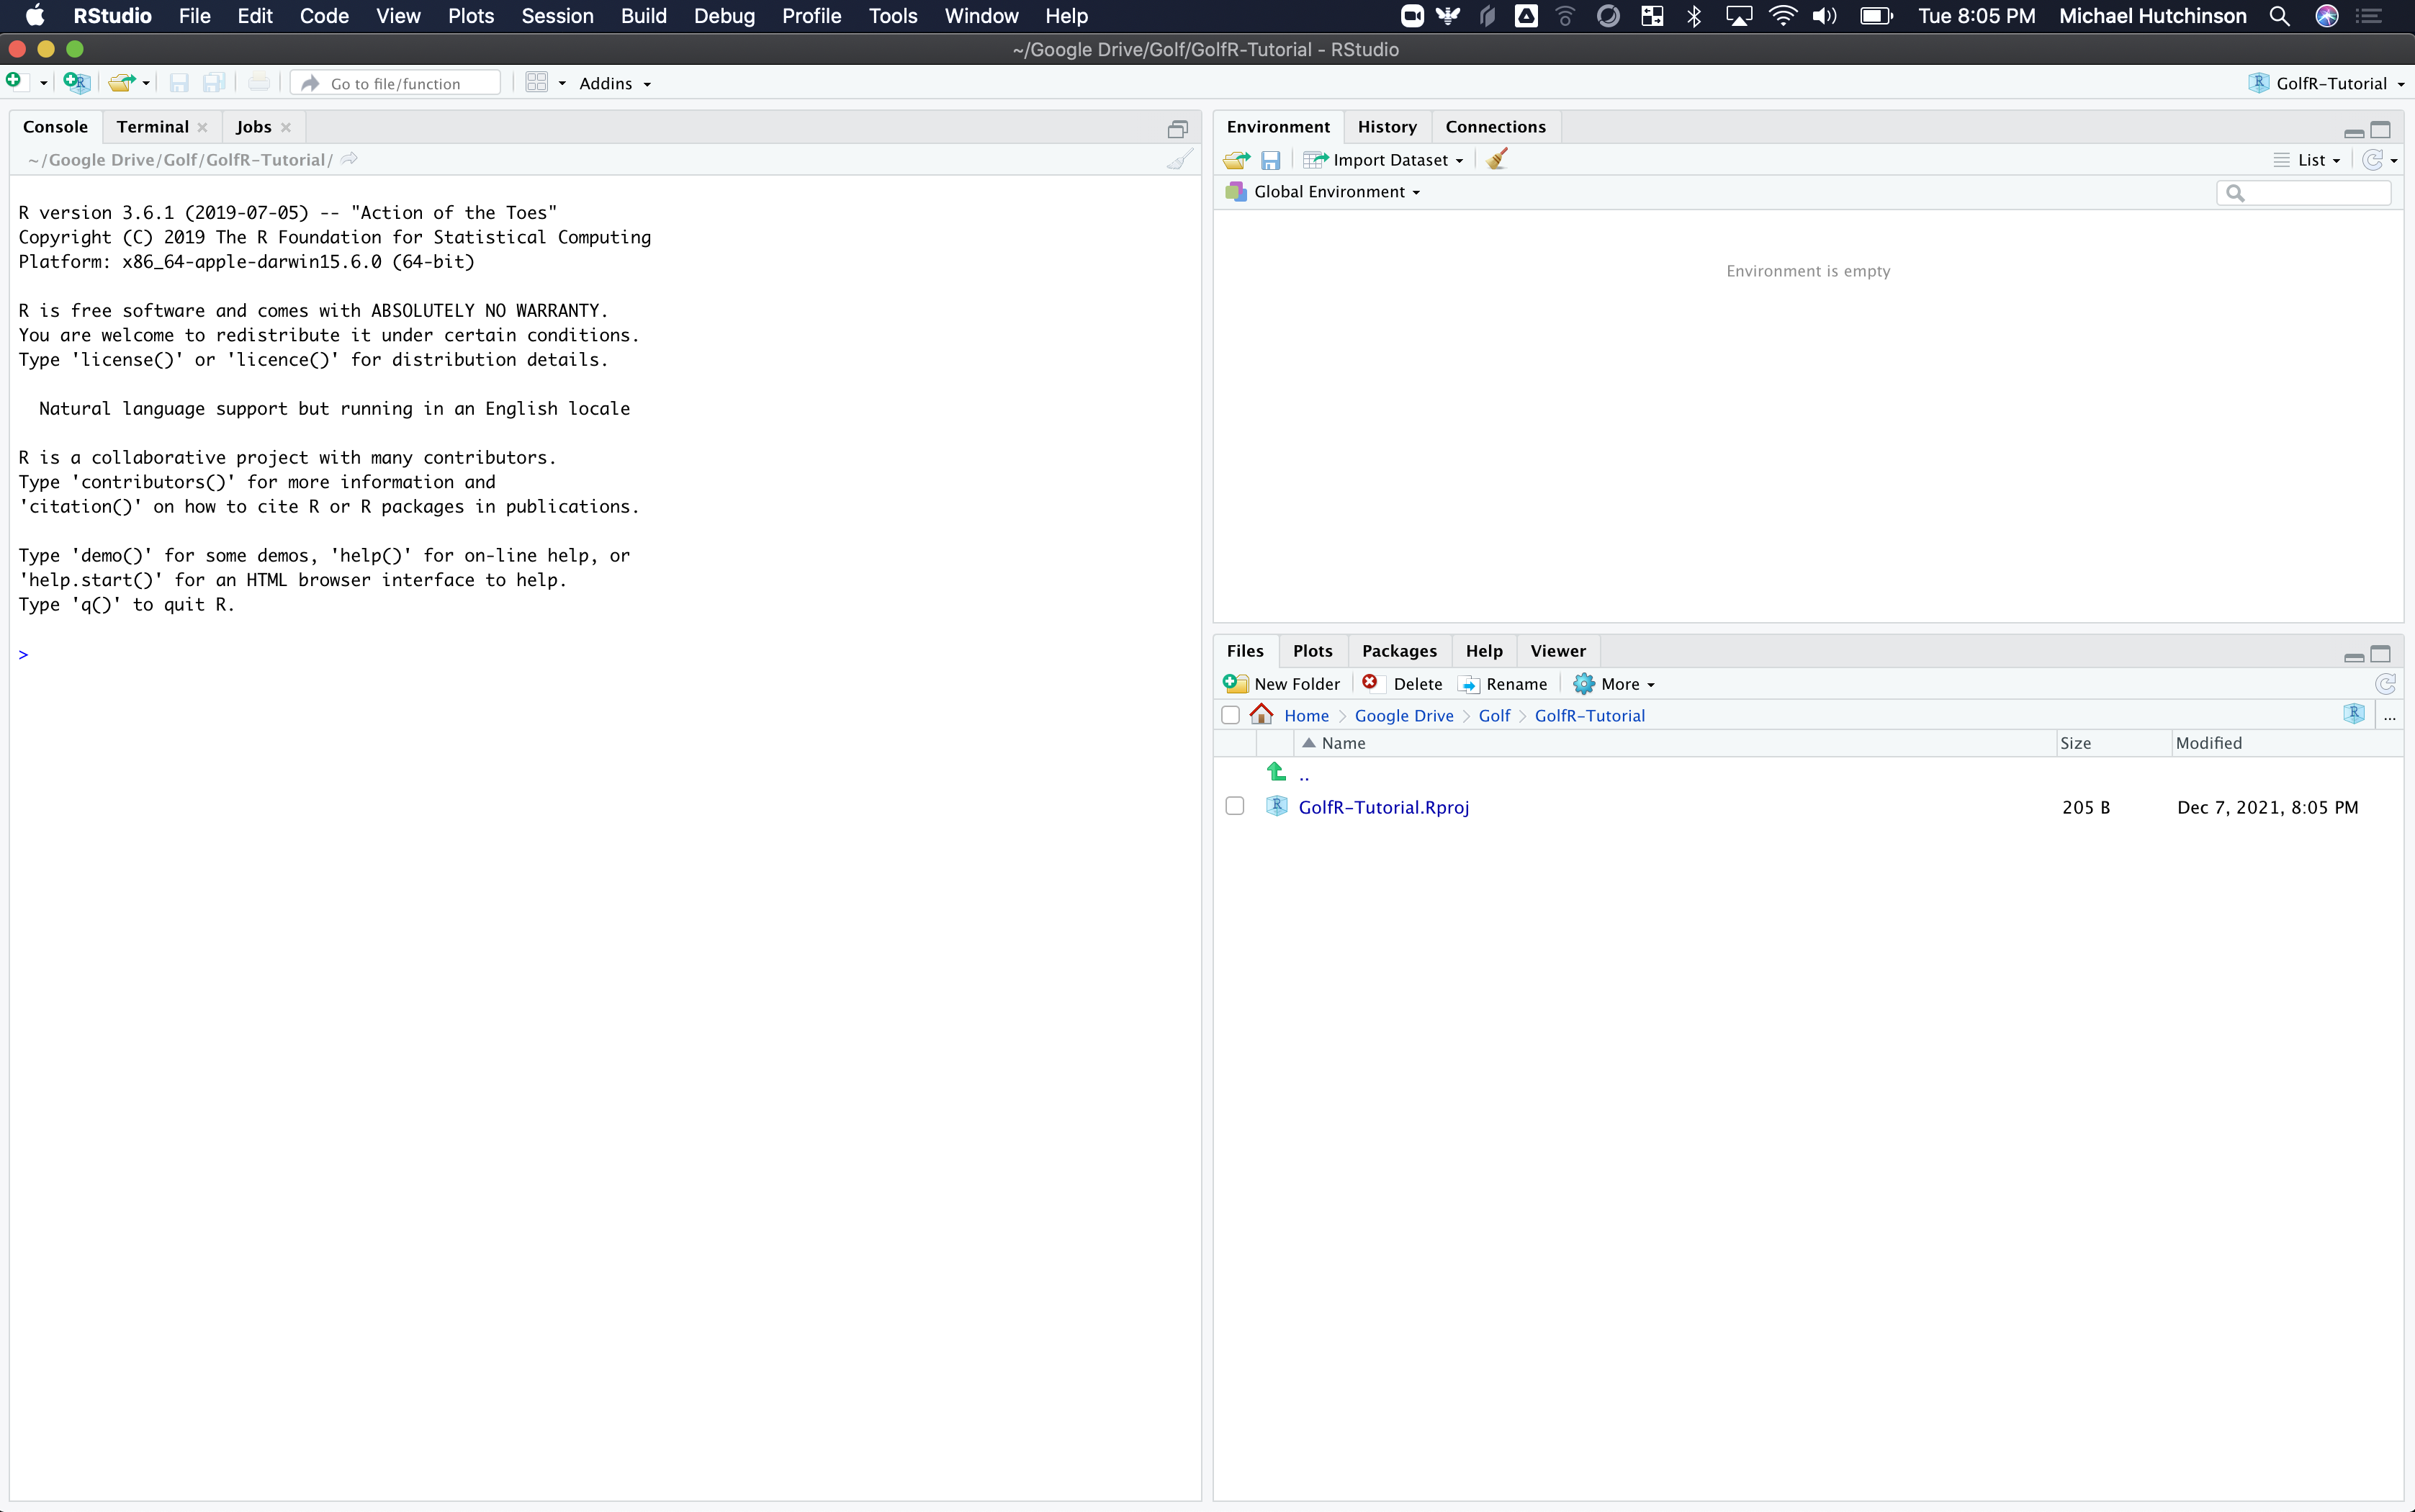 RStudio File Edit Code View Plots Session Build Debug Profile Tools Window Help Tue 8:05 PM Michael Hutchinson
~/Google Drive/Golf/GolfR-Tutorial - RStudio
Go to file/function Addins GolfR-Tutorial
Console Terminal Jobs
~/Google Drive/Golf/GolfR-Tutorial/
R version 3.6.1 (2019-07-05) -- "Action of the Toes"
Copyright (C) 2019 The R Foundation for Statistical Computing
Platform: x86_64-apple-darwin15.6.0 (64-bit)
R is free software and comes with ABSOLUTELY NO WARRANTY.
You are welcome to redistribute it under certain conditions.
Type 'license()' or 'licence()' for distribution details.
Natural language support but running in an English locale
R is a collaborative project with many contributors.
Type 'contributors()' for more information and
'citation()' on how to cite R or R packages in publications.
Type 'demo()' for some demos, 'help()' for on-line help, or
'help.start()' for an HTML browser interface to help.
Type 'q()' to quit R.
>
Environment History Connections
Import Dataset List
Global Environment
Environment is empty
Files Plots Packages Help Viewer
New Folder Delete Rename More
Home Google Drive Golf GolfR-Tutorial ...
Name Size Modified
..
GolfR-Tutorial.Rproj 205 B Dec 7, 2021, 8:05 PM